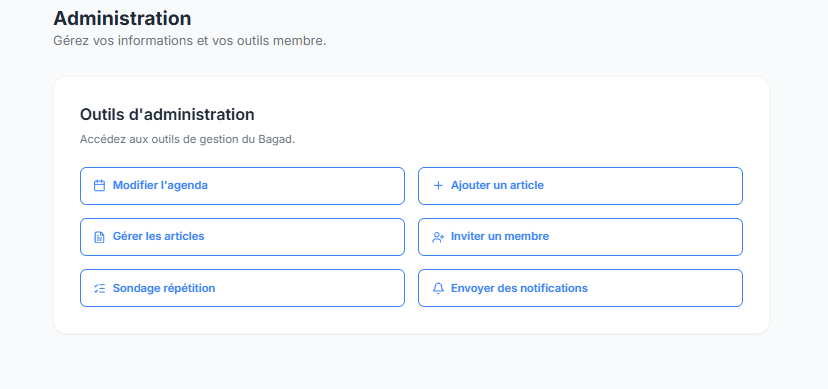 Administration
Gérez vos informations et vos outils membre.
Outils d'administration
Accédez aux outils de gestion du Bagad.
Modifier l'agenda
Ajouter un article
Gérer les articles
Inviter un membre
Sondage répétition
Envoyer des notifications